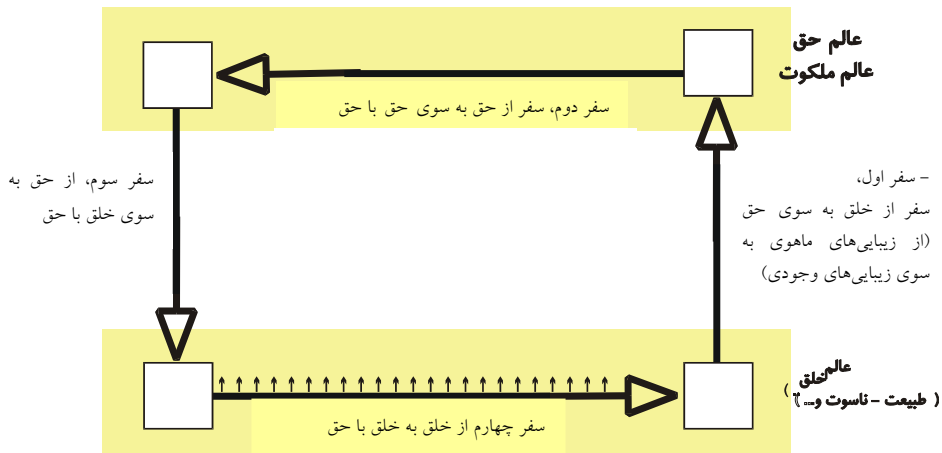 عالم حق
عالم ملکوت
سفر دوم، سفر از حق به سوی حق با حق
– سفر اول،
سفر از خلق به سوی حق
(از زیبایی‌های ماهوی به
سوی زیبایی‌های وجودی)
سفر سوم، از حق به
سوی خلق با حق
عالم خلق
( طبیعت – ناسوت و... )
سفر چهارم از خلق به خلق با حق